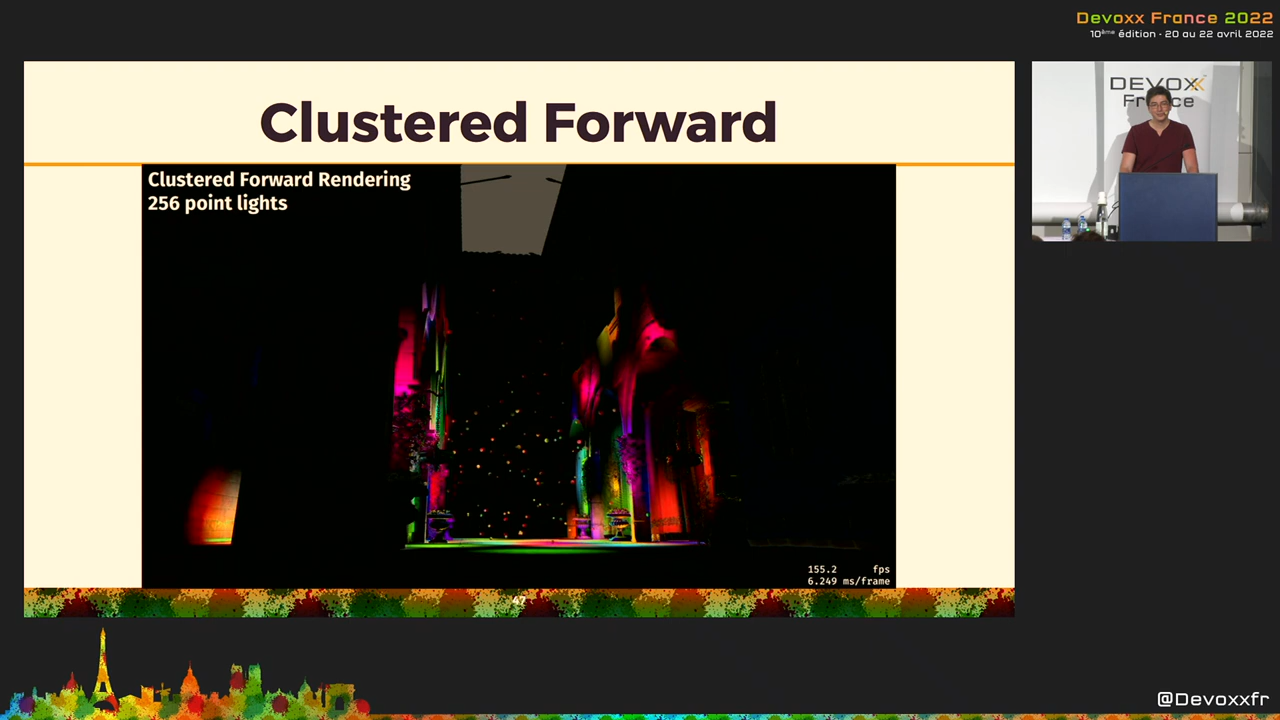 Devoxx France 2022
10ème édition - 20 au 22 avril 2022
Clustered Forward
Clustered Forward Rendering
256 point lights
DEVOXX
France
155.2 fps
6.249 ms/frame
47
@Devoxxfr